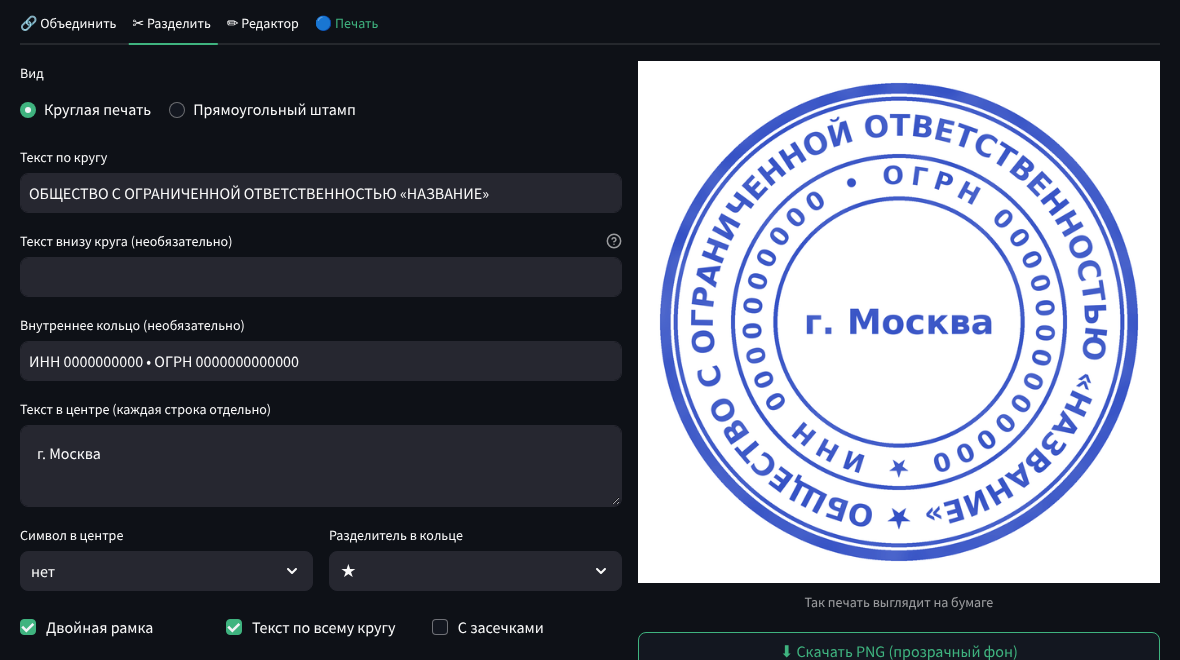 🔗 Объединить
✂ Разделить
✏ Редактор
🔵 Печать
Вид
Круглая печать
Прямоугольный штамп
Текст по кругу
ОБЩЕСТВО С ОГРАНИЧЕННОЙ ОТВЕТСТВЕННОСТЬЮ «НАЗВАНИЕ»
Текст внизу круга (необязательно)
Внутреннее кольцо (необязательно)
ИНН 0000000000 • ОГРН 0000000000000
Текст в центре (каждая строка отдельно)
г. Москва
Символ в центре
Разделитель в кольце
нет
★
Двойная рамка
Текст по всему кругу
С засечками
ОБЩЕСТВО С ОГРАНИЧЕННОЙ ОТВЕТСТВЕННОСТЬЮ «НАЗВАНИЕ» ★
ИНН 0000000000 • ОГРН 0000000000000 ★
г. Москва
Так печать выглядит на бумаге
⬇ Скачать PNG (прозрачный фон)